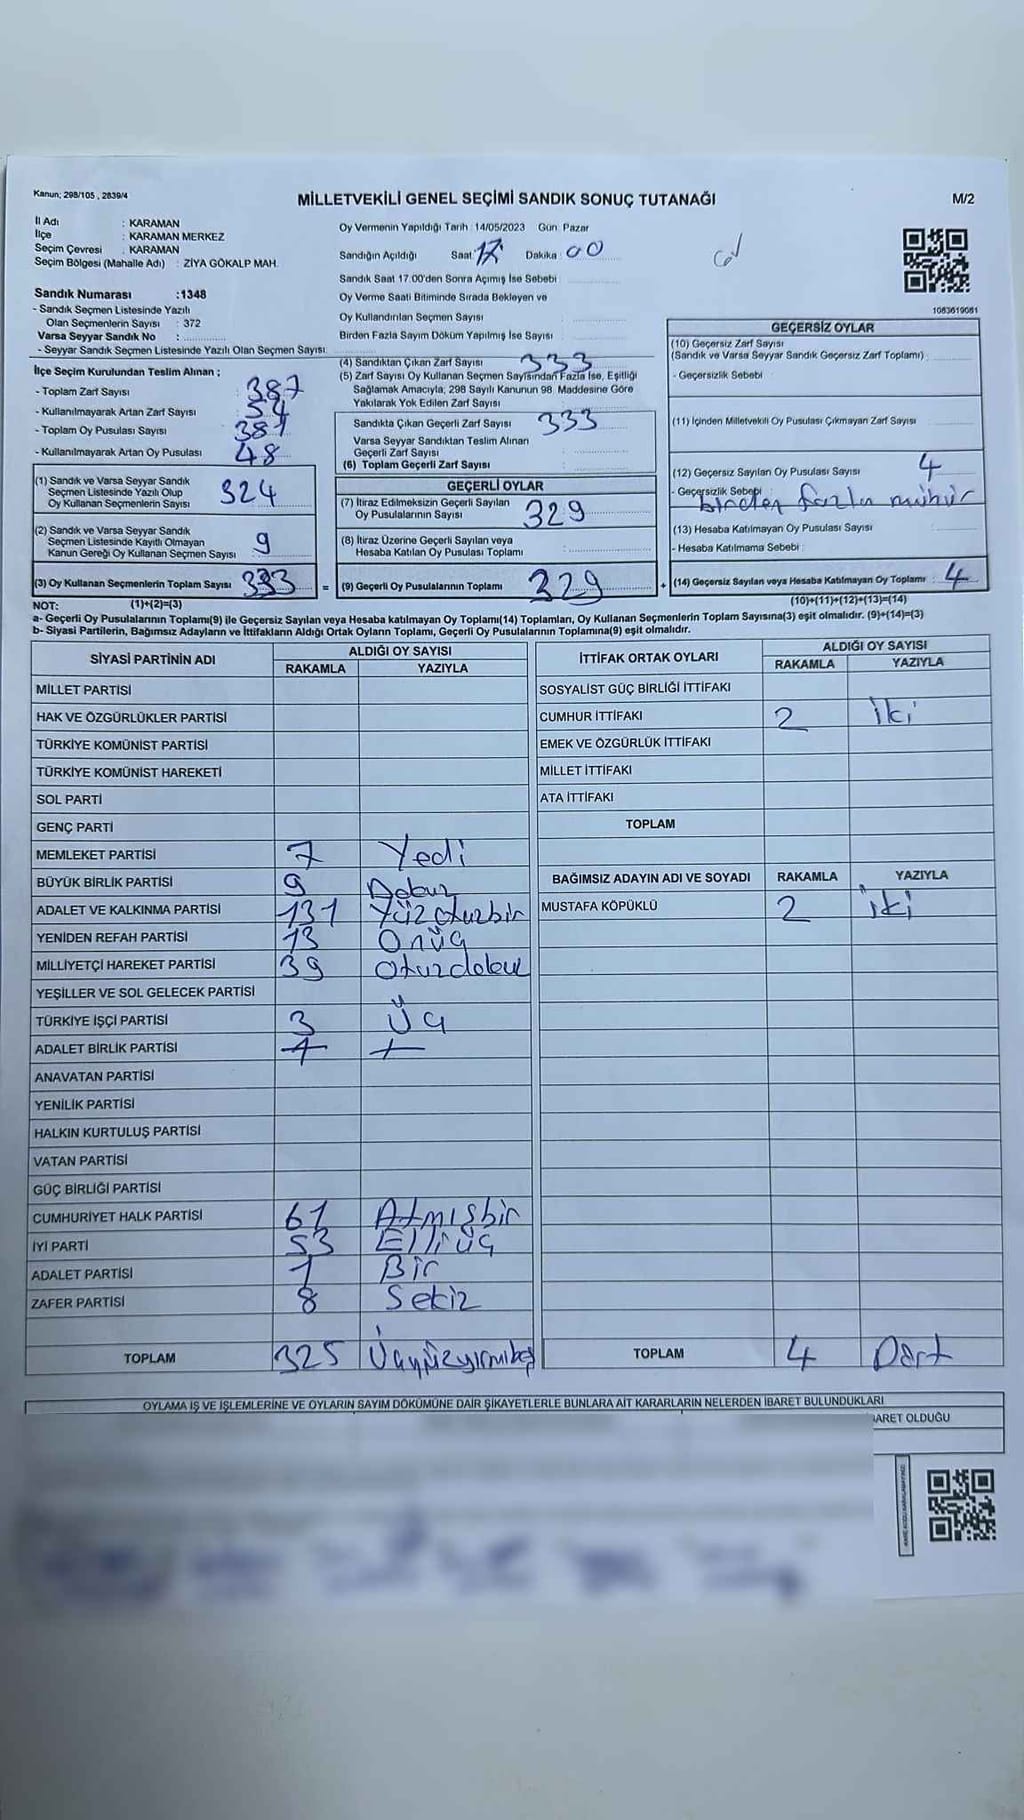 Kanun; 298/105 , 2839/4
MİLLETVEKİLİ GENEL SEÇİMİ SANDIK SONUÇ TUTANAĞI
M/2
İl Adı : KARAMAN
İlçe : KARAMAN MERKEZ
Seçim Çevresi : KARAMAN
Seçim Bölgesi (Mahalle Adı) : ZİYA GÖKALP MAH.
Sandık Numarası :1348
- Sandık Seçmen Listesinde Yazılı
Olan Seçmenlerin Sayısı : 372
Varsa Seyyar Sandık No :
- Seyyar Sandık Seçmen Listesinde Yazılı Olan Seçmen Sayısı:
Oy Vermenin Yapıldığı Tarih : 14/05/2023 Gün: Pazar
Sandığın Açıldığı Saat: 17 Dakika : 00
Sandık Saat 17.00'den Sonra Açımış İse Sebebi :
Oy Verme Saati Bitiminde Sırada Bekleyen ve
Oy Kullandırılan Seçmen Sayısı :
Birden Fazla Sayım Döküm Yapılmış İse Sayısı :
1083619081
İlçe Seçim Kurulundan Teslim Alınan ;
- Toplam Zarf Sayısı : 387
- Kullanılmayarak Artan Zarf Sayısı : 54
- Toplam Oy Pusulası Sayısı : 381
- Kullanılmayarak Artan Oy Pusulası : 48
(1) Sandık ve Varsa Seyyar Sandık
Seçmen Listesinde Yazılı Olup
Oy Kullanan Seçmenlerin Sayısı : 324
(2) Sandık ve Varsa Seyyar Sandık
Seçmen Listesinde Kayıtlı Olmayan
Kanun Gereği Oy Kullanan Seçmen Sayısı : 9
(3) Oy Kullanan Seçmenlerin Toplam Sayısı : 333
(4) Sandıktan Çıkan Zarf Sayısı : 333
(5) Zarf Sayısı Oy Kullanan Seçmen Sayısından Fazla İse, Eşitliği
Sağlamak Amacıyla; 298 Sayılı Kanunun 98. Maddesine Göre
Yakılarak Yok Edilen Zarf Sayısı :
Sandıkta Çıkan Geçerli Zarf Sayısı : 333
Varsa Seyyar Sandıktan Teslim Alınan
Geçerli Zarf Sayısı :
(6) Toplam Geçerli Zarf Sayısı :
GEÇERLİ OYLAR
(7) İtiraz Edilmeksizin Geçerli Sayılan
Oy Pusulalarının Sayısı : 329
(8) İtiraz Üzerine Geçerli Sayılan veya
Hesaba Katılan Oy Pusulası Toplamı :
= (9) Geçerli Oy Pusulalarının Toplamı : 329
GEÇERSİZ OYLAR
(10) Geçersiz Zarf Sayısı
(Sandık ve Varsa Seyyar Sandık Geçersiz Zarf Toplamı) :
- Geçersizlik Sebebi :
(11) İçinden Milletvekili Oy Pusulası Çıkmayan Zarf Sayısı :
(12) Geçersiz Sayılan Oy Pusulası Sayısı : 4
- Geçersizlik Sebebi : birden fazla mühür
(13) Hesaba Katılmayan Oy Pusulası Sayısı :
- Hesaba Katılmama Sebebi :
+ (14) Geçersiz Sayılan veya Hesaba Katılmayan Oy Toplamı : 4
NOT: (1)+(2)=(3)
(10)+(11)+(12)+(13)=(14)
a- Geçerli Oy Pusulalarının Toplamı(9) ile Geçersiz Sayılan veya Hesaba katılmayan Oy Toplamı(14) Toplamları, Oy Kullanan Seçmenlerin Toplam Sayısına(3) eşit olmalıdır. (9)+(14)=(3)
b- Siyasi Partilerin, Bağımsız Adayların ve İttifakların Aldığı Ortak Oyların Toplamı, Geçerli Oy Pusulalarının Toplamına(9) eşit olmalıdır.
SİYASİ PARTİNİN ADI ALDIĞI OY SAYISI
RAKAMLA YAZIYLA
MİLLET PARTİSİ
HAK VE ÖZGÜRLÜKLER PARTİSİ
TÜRKİYE KOMÜNİST PARTİSİ
TÜRKİYE KOMÜNİST HAREKETİ
SOL PARTİ
GENÇ PARTİ
MEMLEKET PARTİSİ 7 Yedi
BÜYÜK BİRLİK PARTİSİ 9 Dokuz
ADALET VE KALKINMA PARTİSİ 131 Yüzotuzbir
YENİDEN REFAH PARTİSİ 13 Onüç
MİLLİYETÇİ HAREKET PARTİSİ 39 Otuzdokuz
YEŞİLLER VE SOL GELECEK PARTİSİ
TÜRKİYE İŞÇİ PARTİSİ 3 Üç
ADALET BİRLİK PARTİSİ
ANAVATAN PARTİSİ
YENİLİK PARTİSİ
HALKIN KURTULUŞ PARTİSİ
VATAN PARTİSİ
GÜÇ BİRLİĞİ PARTİSİ
CUMHURİYET HALK PARTİSİ 61 Atmışbir
İYİ PARTİ 53 Elliüç
ADALET PARTİSİ 1 Bir
ZAFER PARTİSİ 8 Sekiz
TOPLAM 325 Üçyüzyirmibeş
İTTİFAK ORTAK OYLARI ALDIĞI OY SAYISI
RAKAMLA YAZIYLA
SOSYALİST GÜÇ BİRLİĞİ İTTİFAKI
CUMHUR İTTİFAKI 2 İki
EMEK VE ÖZGÜRLÜK İTTİFAKI
MİLLET İTTİFAKI
ATA İTTİFAKI
TOPLAM
BAĞIMSIZ ADAYIN ADI VE SOYADI RAKAMLA YAZIYLA
MUSTAFA KÖPÜKLÜ 2 İki
TOPLAM 4 Dört
OYLAMA İŞ VE İŞLEMLERİNE VE OYLARIN SAYIM DÖKÜMÜNE DAİR ŞİKAYETLERLE BUNLARA AİT KARARLARIN NELERDEN İBARET BULUNDUKLARI
BARET OLDUĞU